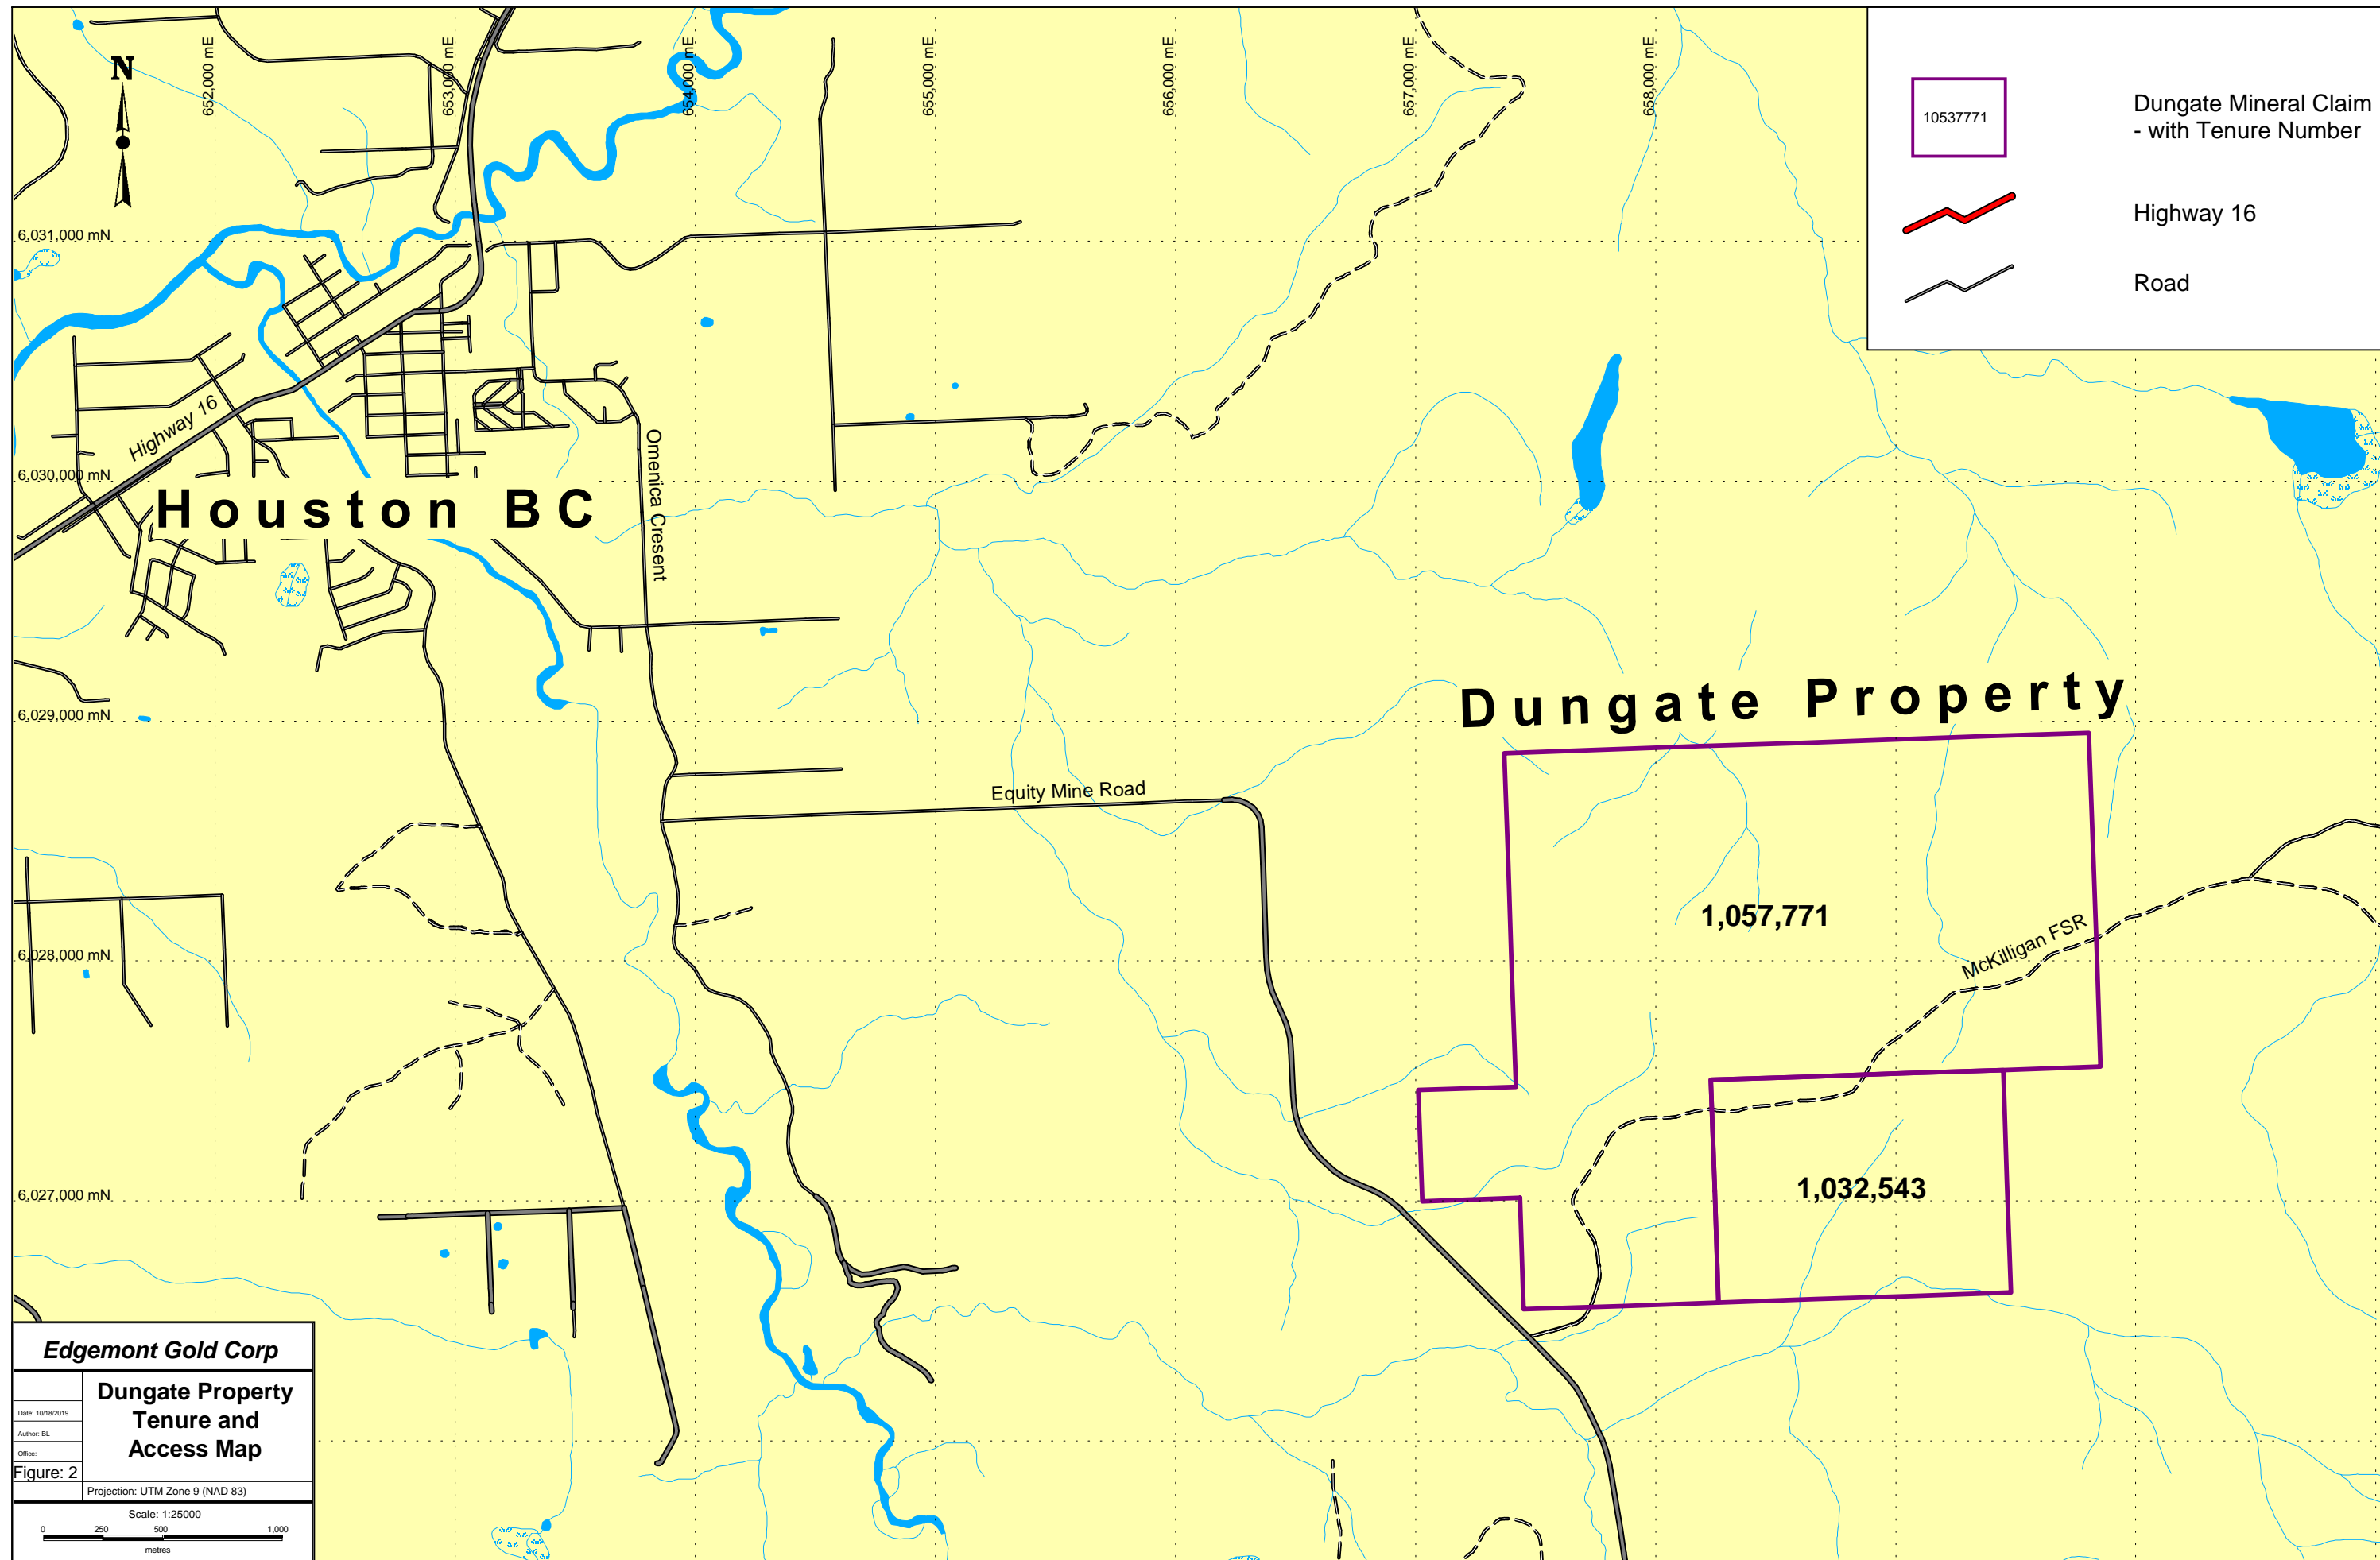 N
652,000 mE
653,000 mE
654,000 mE
655,000 mE
656,000 mE
657,000 mE
658,000 mE
10537771
Dungate Mineral Claim
- with Tenure Number
Highway 16
Road
6,031,000 mN
Highway 16
6,030,000 mN
Houston BC
Omenica Cresent
6,029,000 mN
Dungate Property
Equity Mine Road
1,057,771
McKilligan FSR
6,028,000 mN
1,032,543
6,027,000 mN
Edgemont Gold Corp
Dungate Property
Tenure and
Access Map
Date: 10/18/2019
Author: BL
Office:
Figure: 2
Projection: UTM Zone 9 (NAD 83)
Scale: 1:25000
0 250 500 1,000
metres